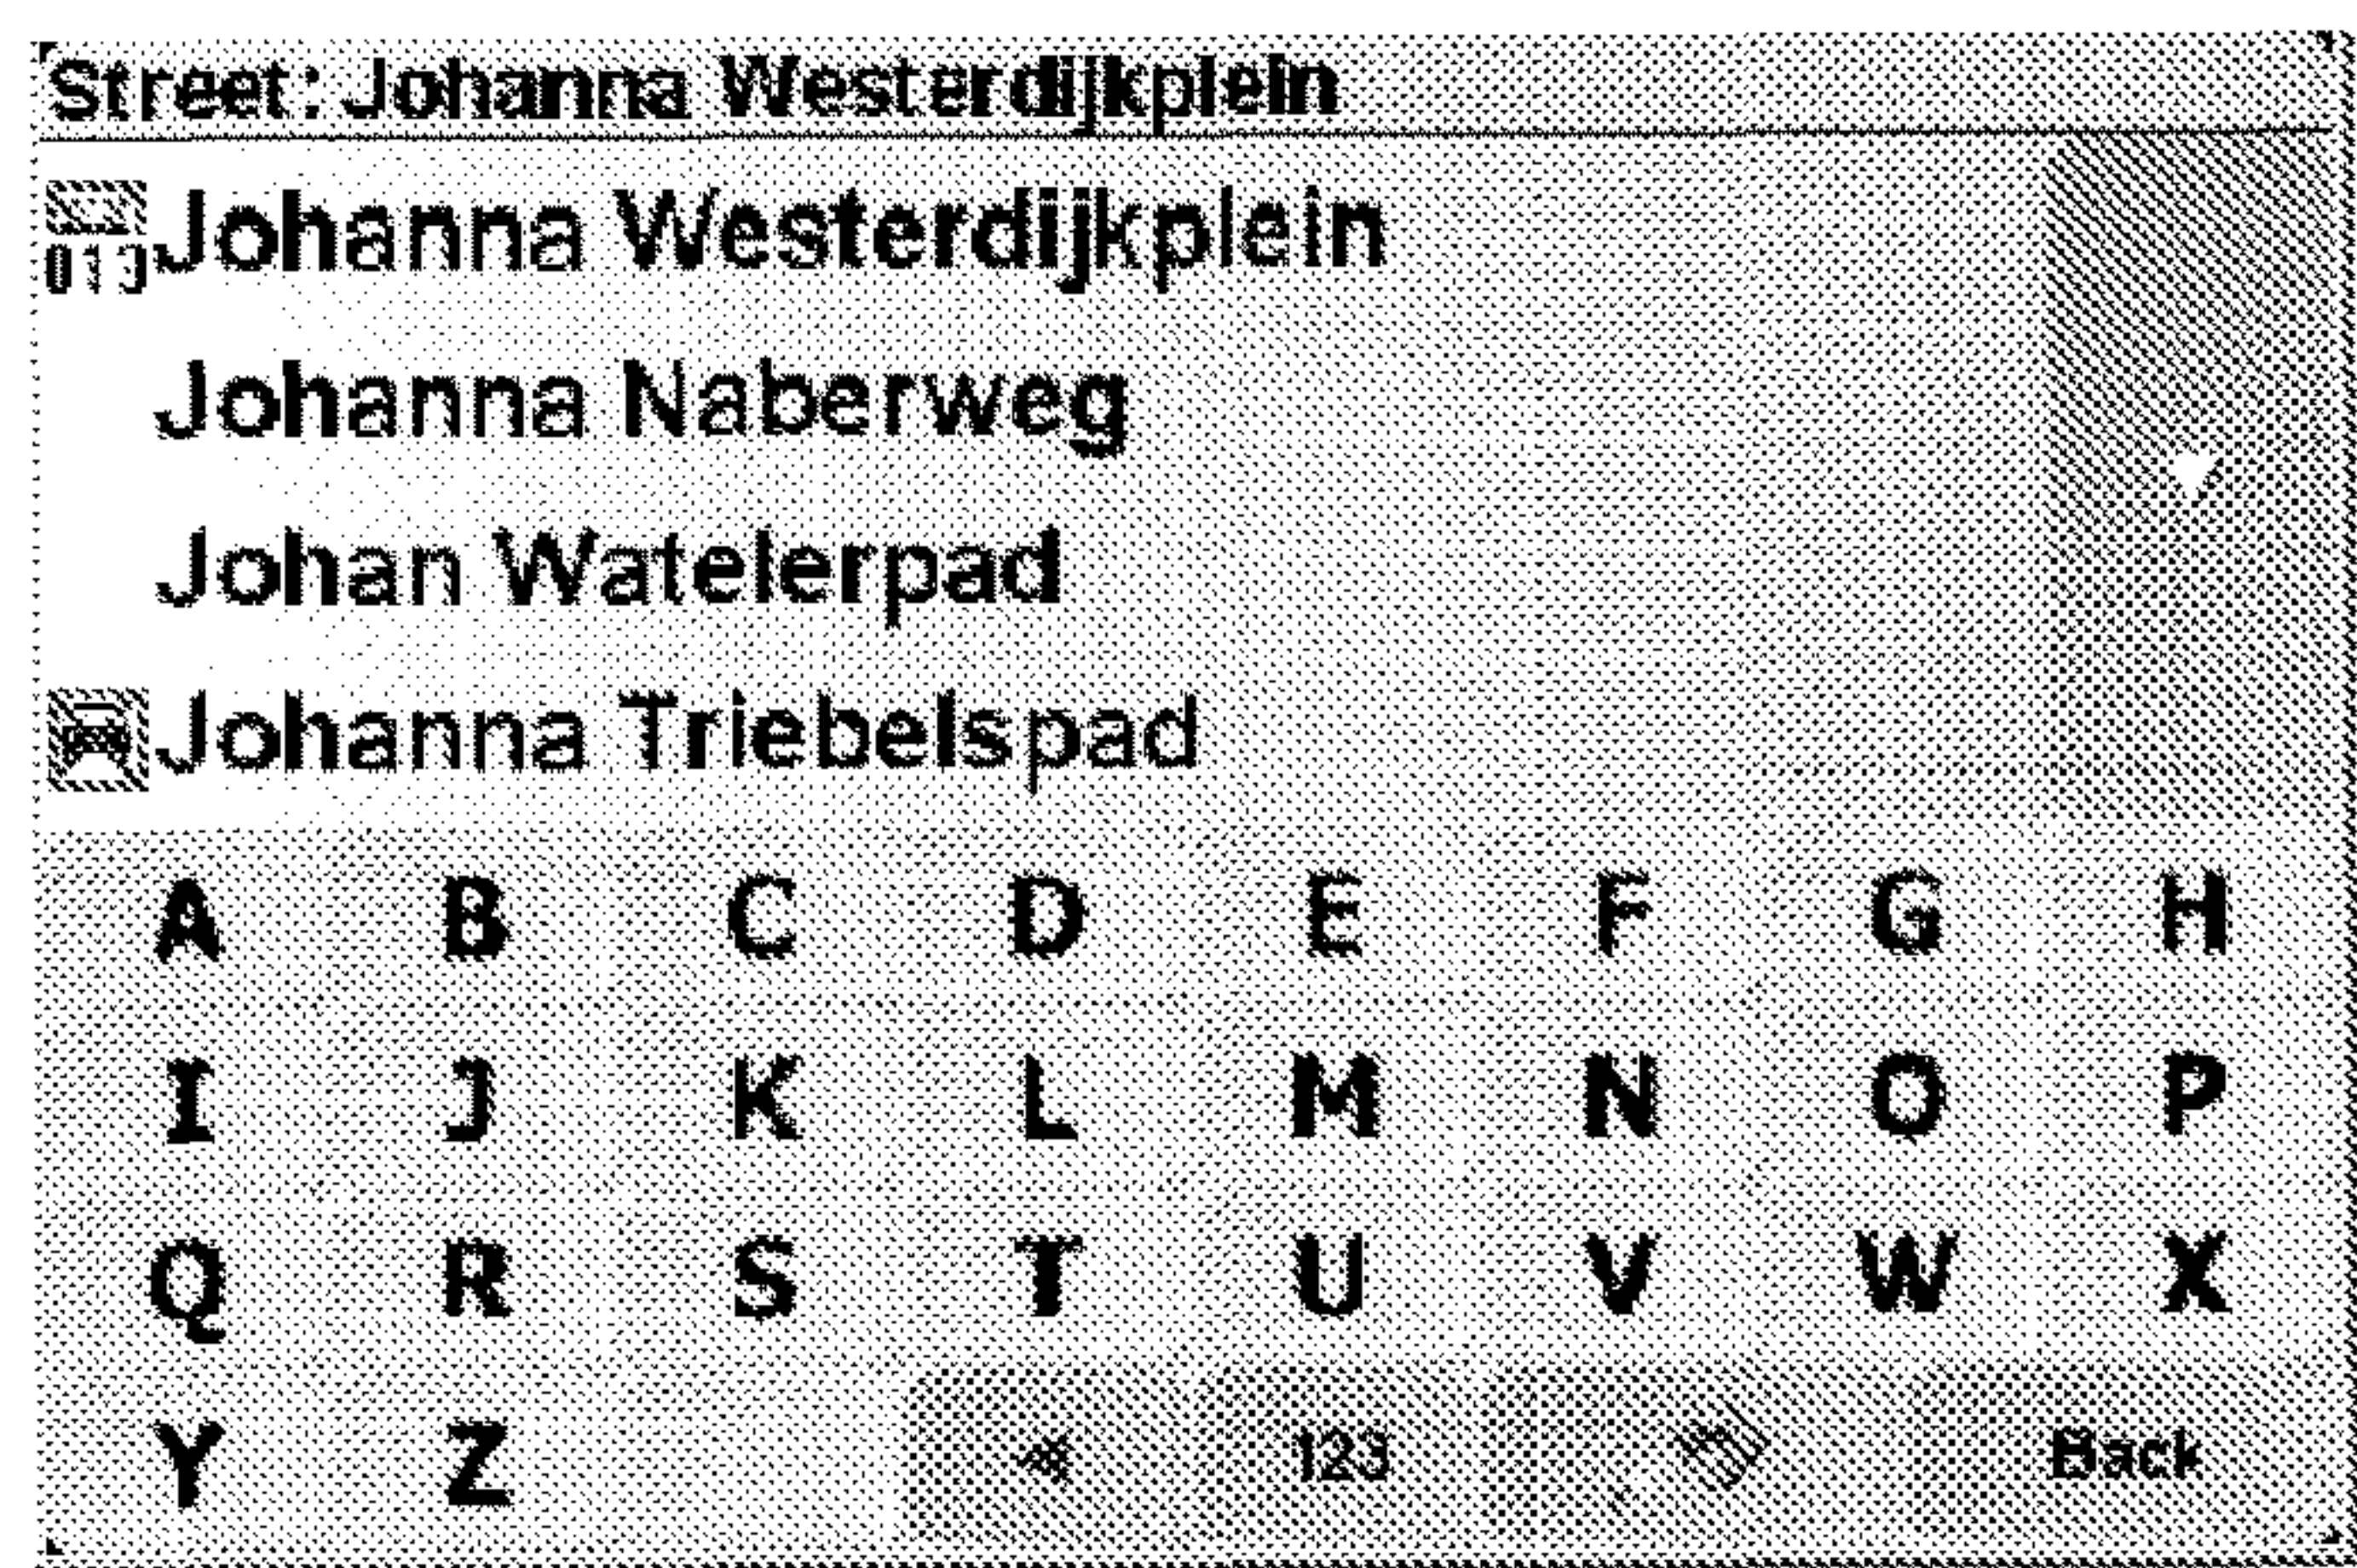 Street: Johanna Westerdijkplein
Johanna Westerdijkplein
Johanna Naberweg
Johan Watelerpad
Johanna Triebelspad
A B C D E F G H
I J K L M N O P
Q R S T U V W X
Y Z 123 Back